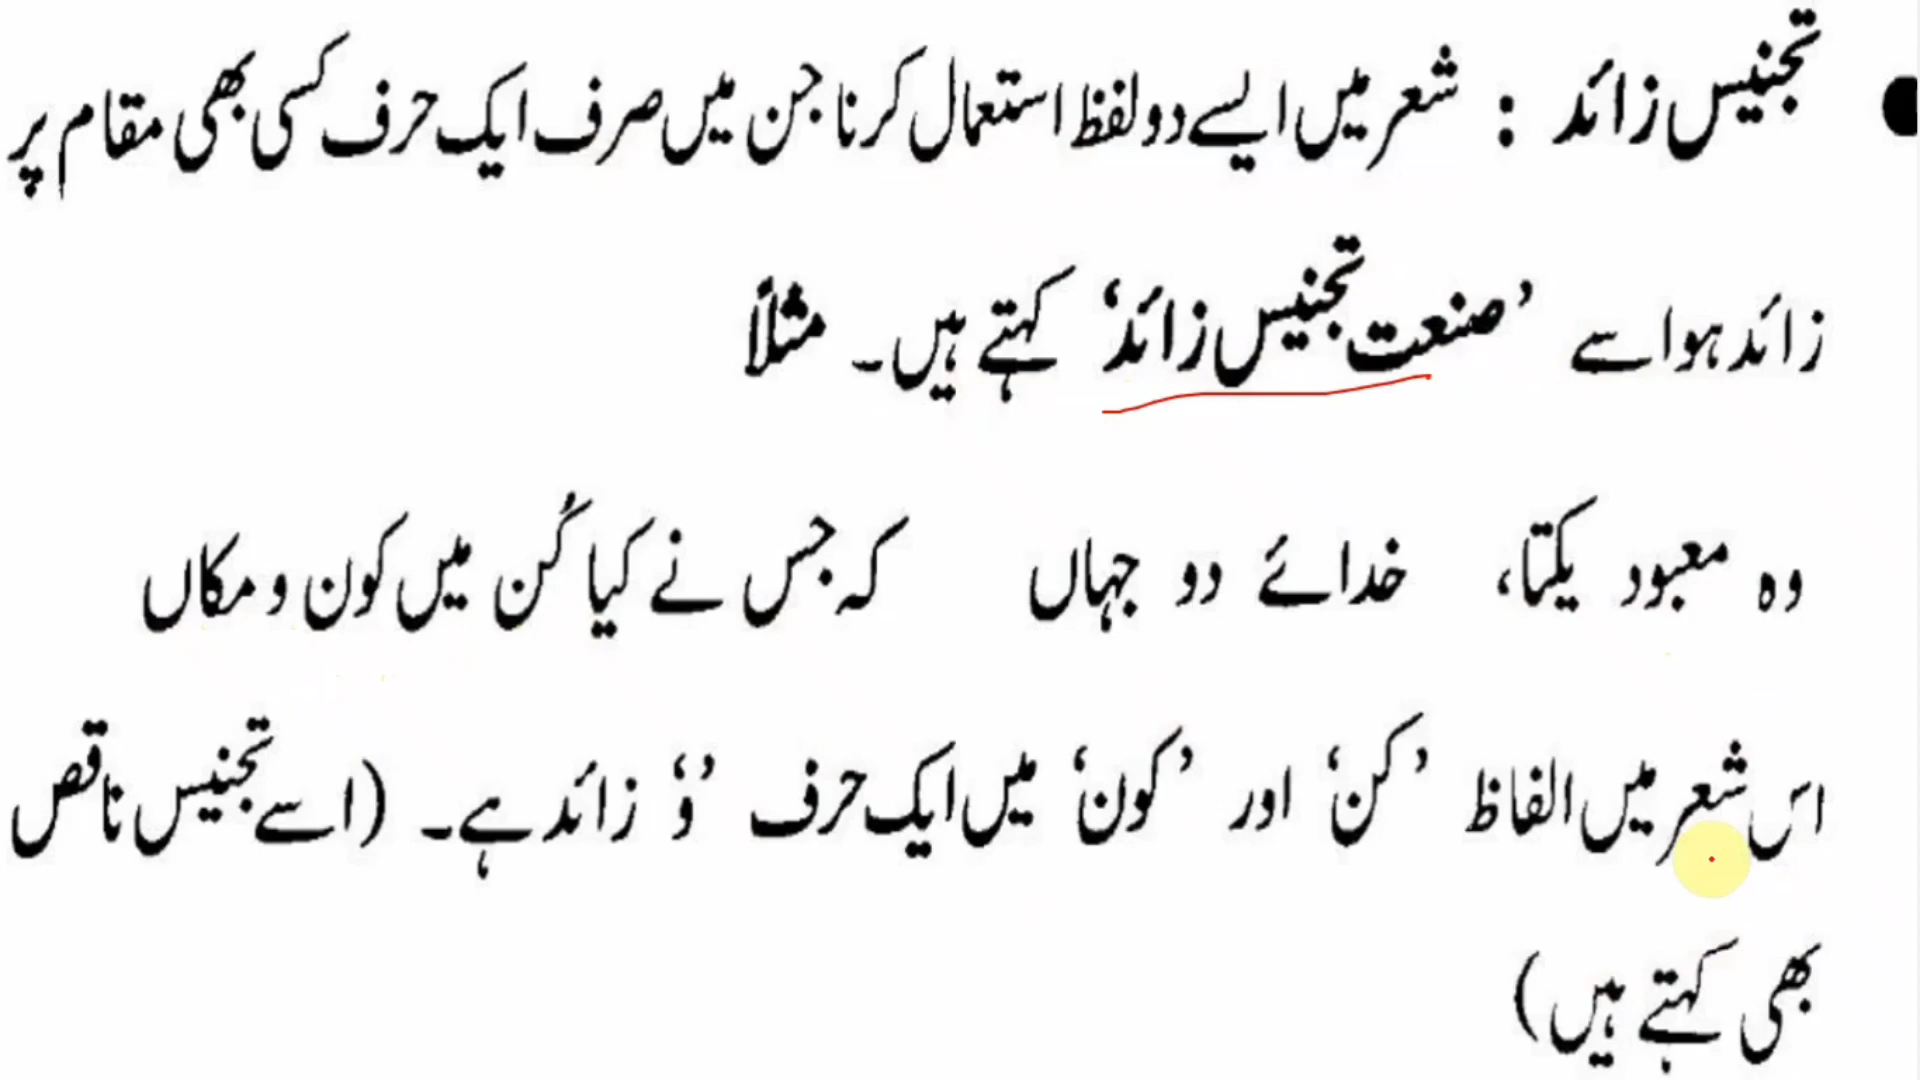 ● تجنیس زائد : شعر میں ایسے دو لفظ استعمال کرنا جن میں صرف ایک حرف کسی بھی مقام پر
زائد ہو اسے ’صنعت تجنیس زائد‘ کہتے ہیں۔ مثلاً
وہ معبود یکتا، خدائے دو جہاں کہ جس نے کیا کُن میں کون و مکاں
اس شعر میں الفاظ ’کن‘ اور ’کون‘ میں ایک حرف ’و‘ زائد ہے۔ (اسے تجنیس ناقص
بھی کہتے ہیں)